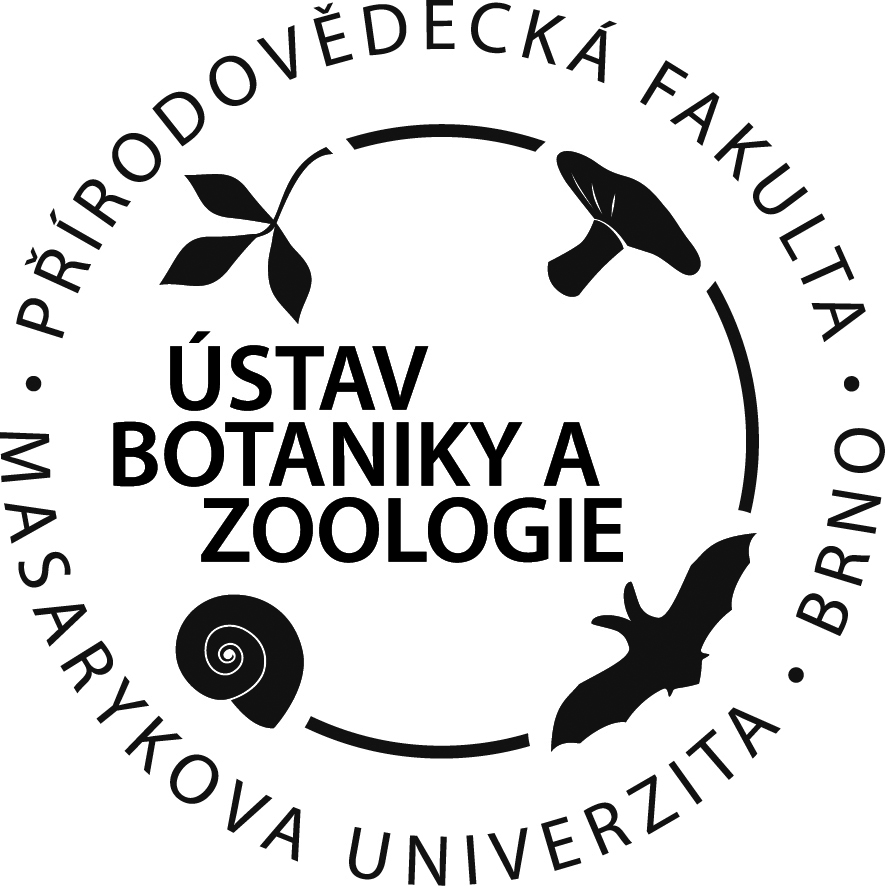 PŘÍRODOVĚDECKÁ FAKULTA
ÚSTAV
BOTANIKY A
ZOOLOGIE
MASARYKOVA UNIVERZITA • BRNO •